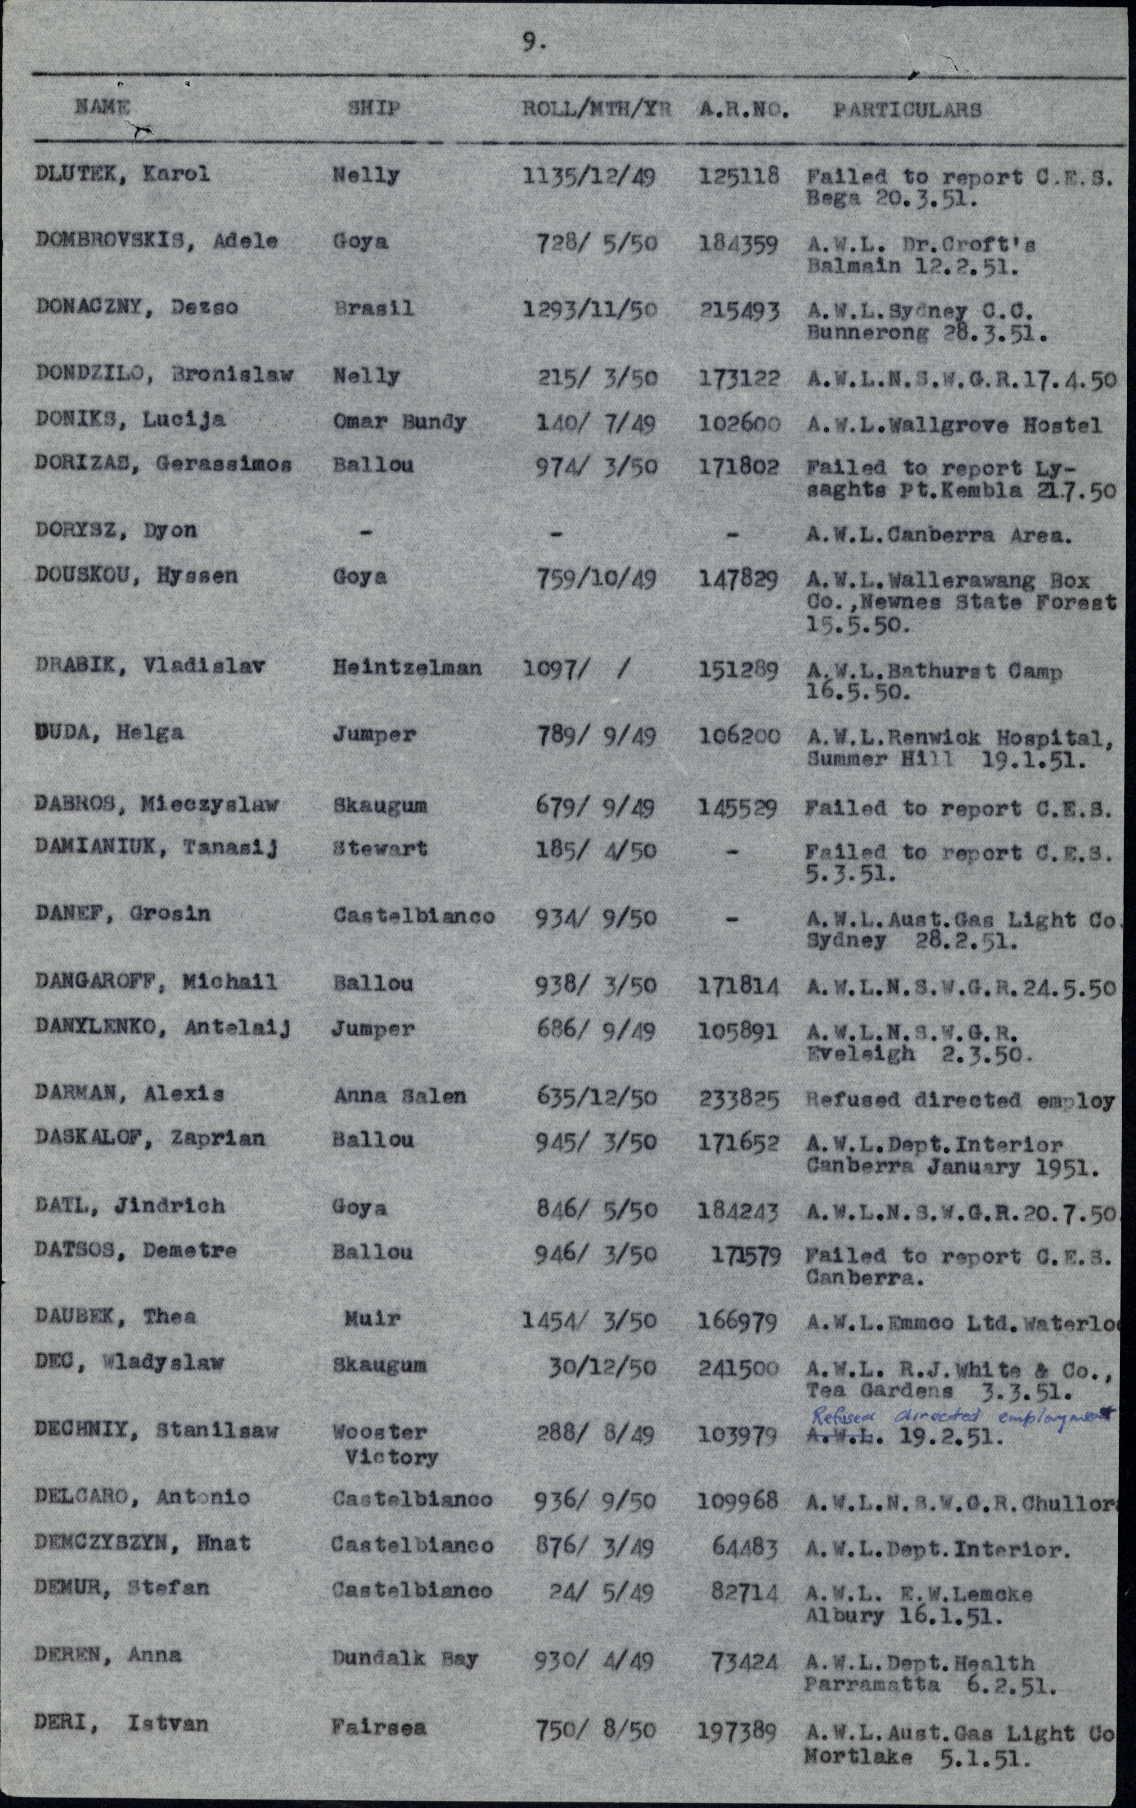 9.
NAME SHIP ROLL/MTH/YR A.R.NO. PARTICULARS
DLUTEK, Karol Nelly 1135/12/49 125118 Failed to report C.E.S.
Bega 20.3.51.
DOMBROVSKIS, Adele Goya 728/ 5/50 184359 A.W.L. Dr.Croft's
Balmain 12.2.51.
DONACZNY, Dezso Brasil 1293/11/50 215493 A.W.L.Sydney C.C.
Bunnerong 28.3.51.
DONDZILO, Bronislaw Nelly 215/ 3/50 173122 A.W.L.N.S.W.G.R.17.4.50
DONIKS, Lucija Omar Bundy 140/ 7/49 102600 A.W.L.Wallgrove Hostel
DORIZAS, Gerassimos Ballou 974/ 3/50 171802 Failed to report Ly-
saghts Pt.Kembla 21.7.50
DORYSZ, Dyon - - - A.W.L.Canberra Area.
DOUSKOU, Hyssen Goya 759/10/49 147829 A.W.L.Wallerawang Box
Co.,Newnes State Forest
15.5.50.
DRABIK, Vladislav Heintzelman 1097/ / 151289 A.W.L.Bathurst Camp
16.5.50.
DUDA, Helga Jumper 789/ 9/49 106200 A.W.L.Renwick Hospital,
Summer Hill 19.1.51.
DABROS, Mieczyslaw Skaugum 679/ 9/49 145529 Failed to report C.E.S.
DAMIANIUK, Tanasij Stewart 185/ 4/50 - Failed to report C.E.S.
5.3.51.
DANEF, Grosin Castelbianco 934/ 9/50 - A.W.L.Aust.Gas Light Co.
Sydney 28.2.51.
DANGAROFF, Michail Ballou 938/ 3/50 171814 A.W.L.N.S.W.G.R.24.5.50
DANYLENKO, Antelaij Jumper 686/ 9/49 105891 A.W.L.N.S.W.G.R.
Eveleigh 2.3.50.
DARMAN, Alexis Anna Salen 635/12/50 233825 Refused directed employ
DASKALOF, Zaprian Ballou 945/ 3/50 171652 A.W.L.Dept.Interior
Canberra January 1951.
DATL, Jindrich Goya 846/ 5/50 184243 A.W.L.N.S.W.G.R.20.7.50
DATSOS, Demetre Ballou 946/ 3/50 171579 Failed to report C.E.S.
Canberra.
DAUBEK, Thea Muir 1454/ 3/50 166979 A.W.L.Emmco Ltd.Waterloo
DEC, Wladyslaw Skaugum 30/12/50 241500 A.W.L. R.J.White & Co.,
Tea Gardens 3.3.51.
Refused directed employment
DECHNIY, Stanilsaw Wooster 288/ 8/49 103979 A.W.L. 19.2.51.
Victory
DELCARO, Antonio Castelbianco 936/ 9/50 109968 A.W.L.N.S.W.G.R.Chullora
DEMCZYSZYN, Hnat Castelbianco 876/ 3/49 64483 A.W.L.Dept.Interior.
DEMUR, Stefan Castelbianco 24/ 5/49 82714 A.W.L. E.W.Lemcke
Albury 16.1.51.
DEREN, Anna Dundalk Bay 930/ 4/49 73424 A.W.L.Dept.Health
Parramatta 6.2.51.
DERI, Istvan Fairsea 750/ 8/50 197389 A.W.L.Aust.Gas Light Co
Mortlake 5.1.51.